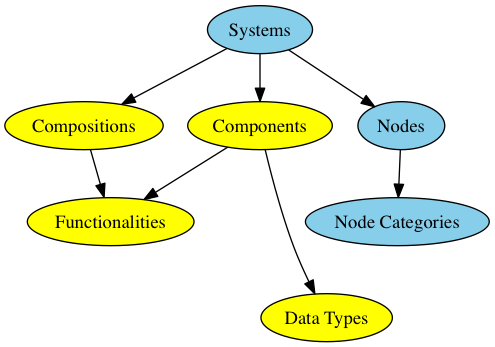 Systems
Compositions
Components
Nodes
Functionalities
Node Categories
Data Types